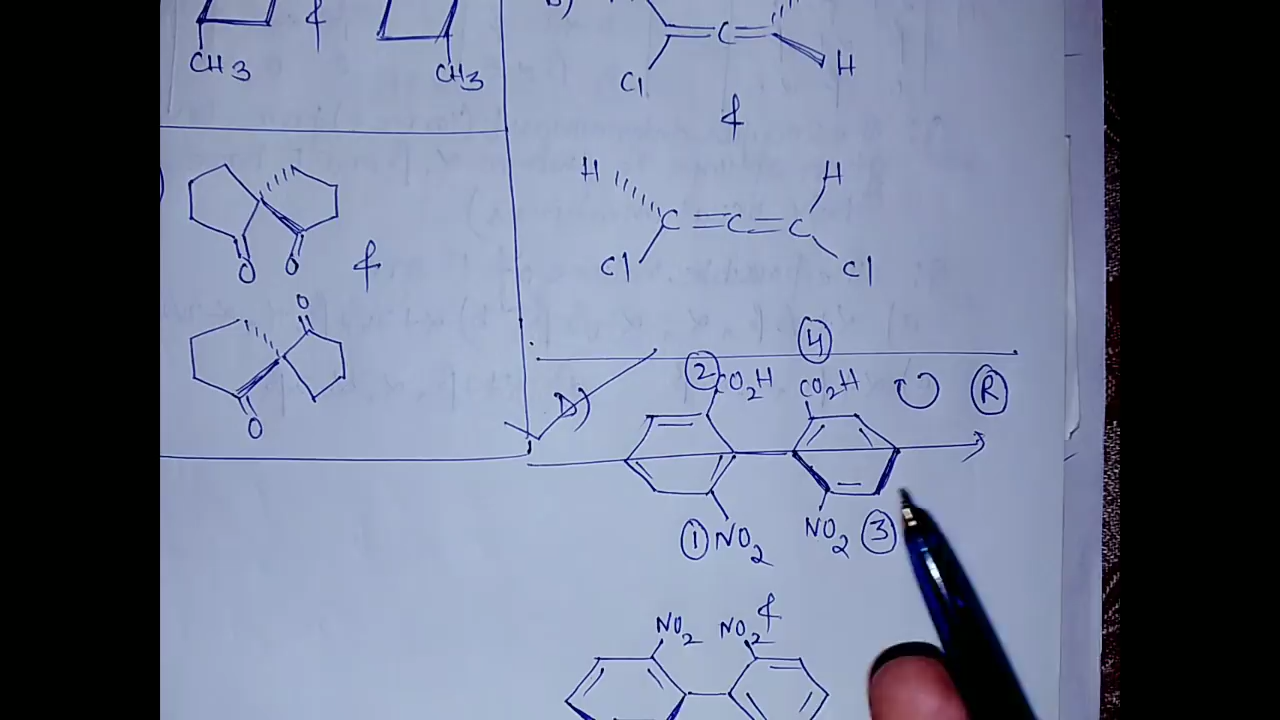 &
CH3 CH3
C
Cl H
&
H H
C = C = C
Cl Cl
O O &
O
O
4
D) 2 CO2H CO2H R
1 NO2 NO2 3
&
NO2 NO2